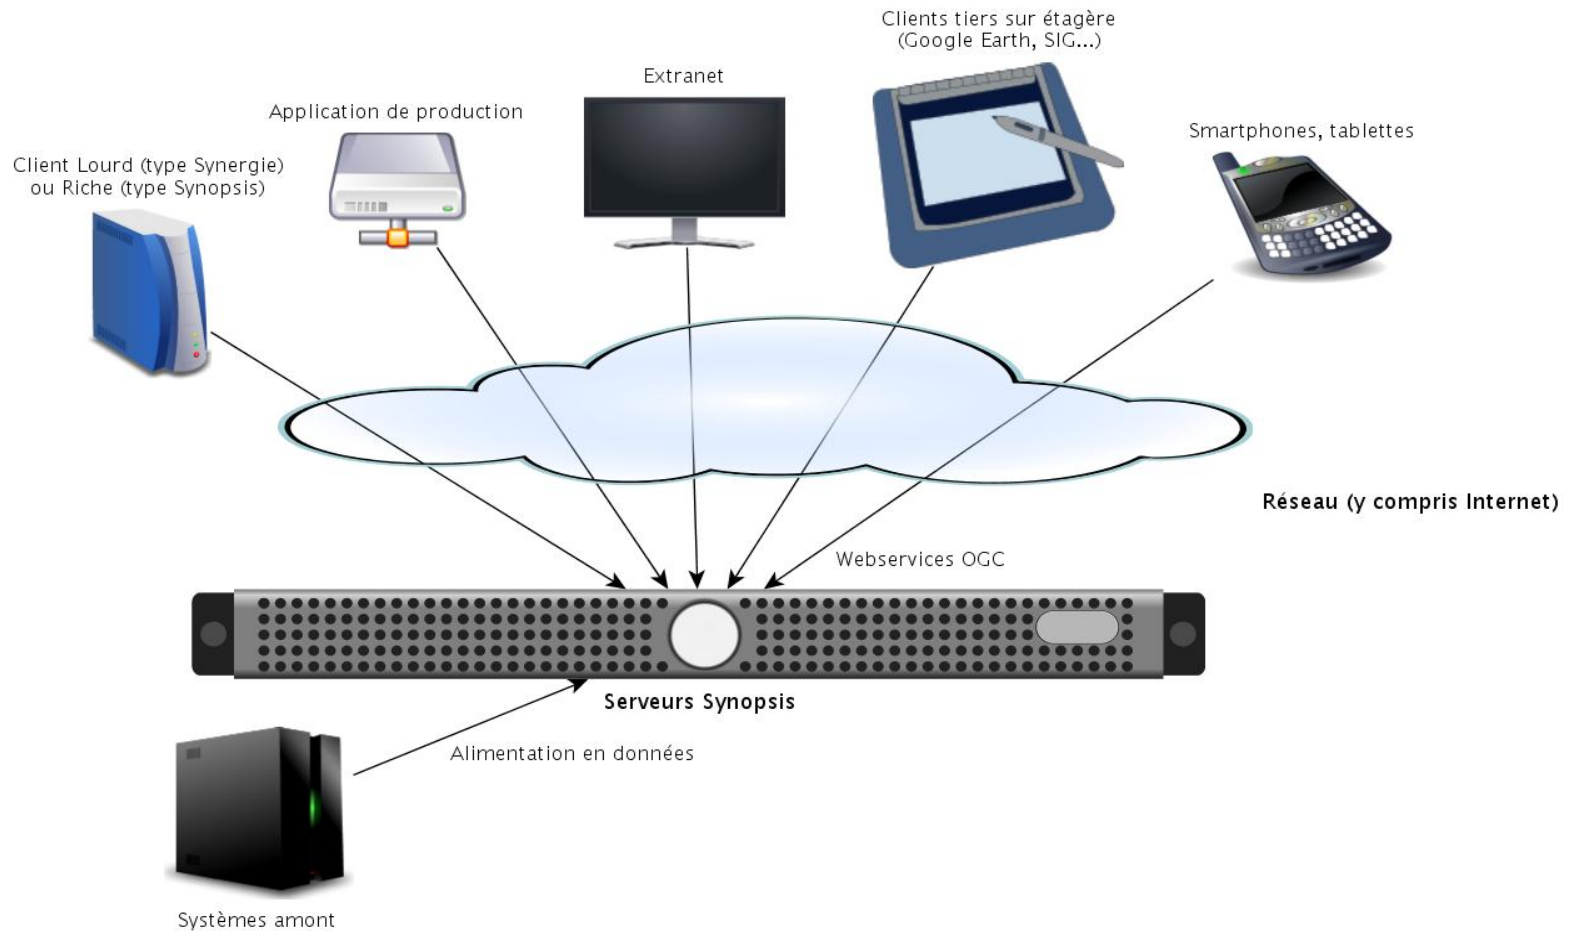 Clients tiers sur étagère
(Google Earth, SIG...)
Extranet
Application de production
Smartphones, tablettes
Client Lourd (type Synergie)
ou Riche (type Synopsis)
Réseau (y compris Internet)
Webservices OGC
Serveurs Synopsis
Alimentation en données
Systèmes amont